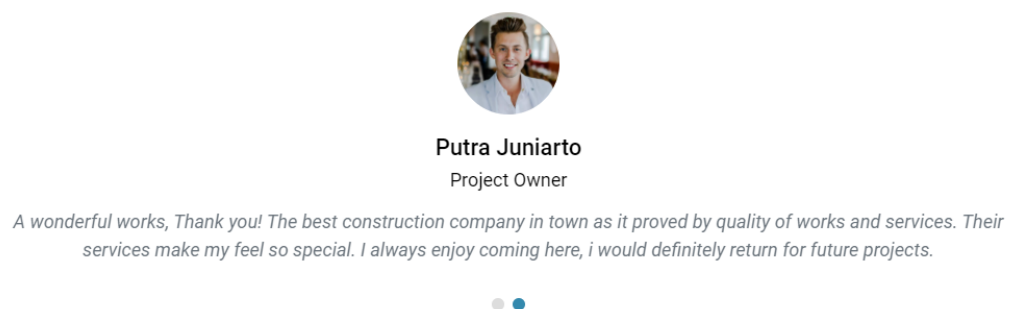 Putra Juniarto
Project Owner
A wonderful works, Thank you! The best construction company in town as it proved by quality of works and services. Their
services make my feel so special. I always enjoy coming here, i would definitely return for future projects.